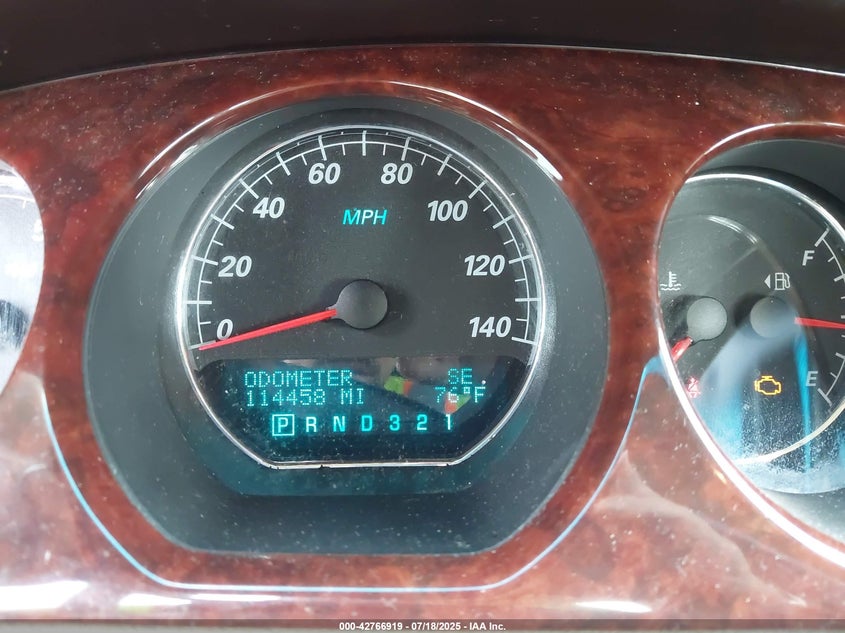 0
20
40
60
80
100
120
140
MPH
ODOMETER SE
114458 MI 76°F
P R N D 3 2 1
F
E
000-42766919 - 07/18/2025 - IAA Inc.